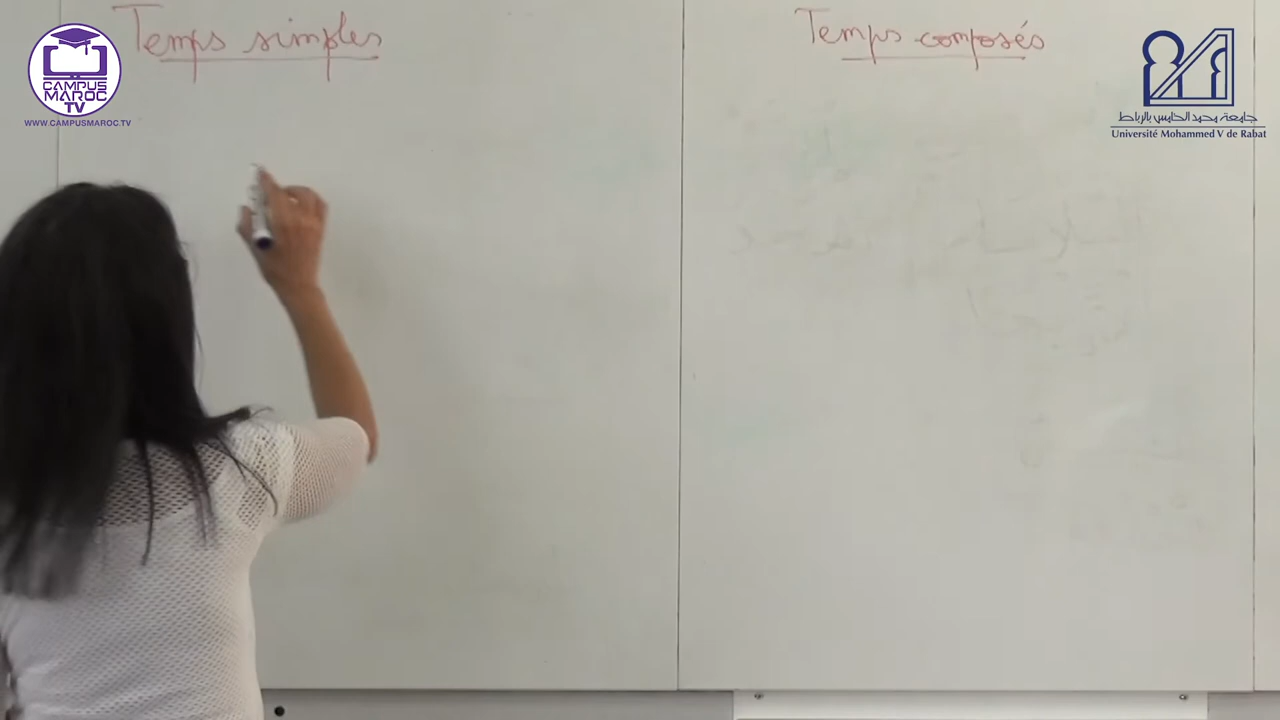 Temps simples
Temps composés
CAMPUS
MAROC
TV
WWW.CAMPUSMAROC.TV
جامعة محمد الخامس بالرباط
Université Mohammed V de Rabat